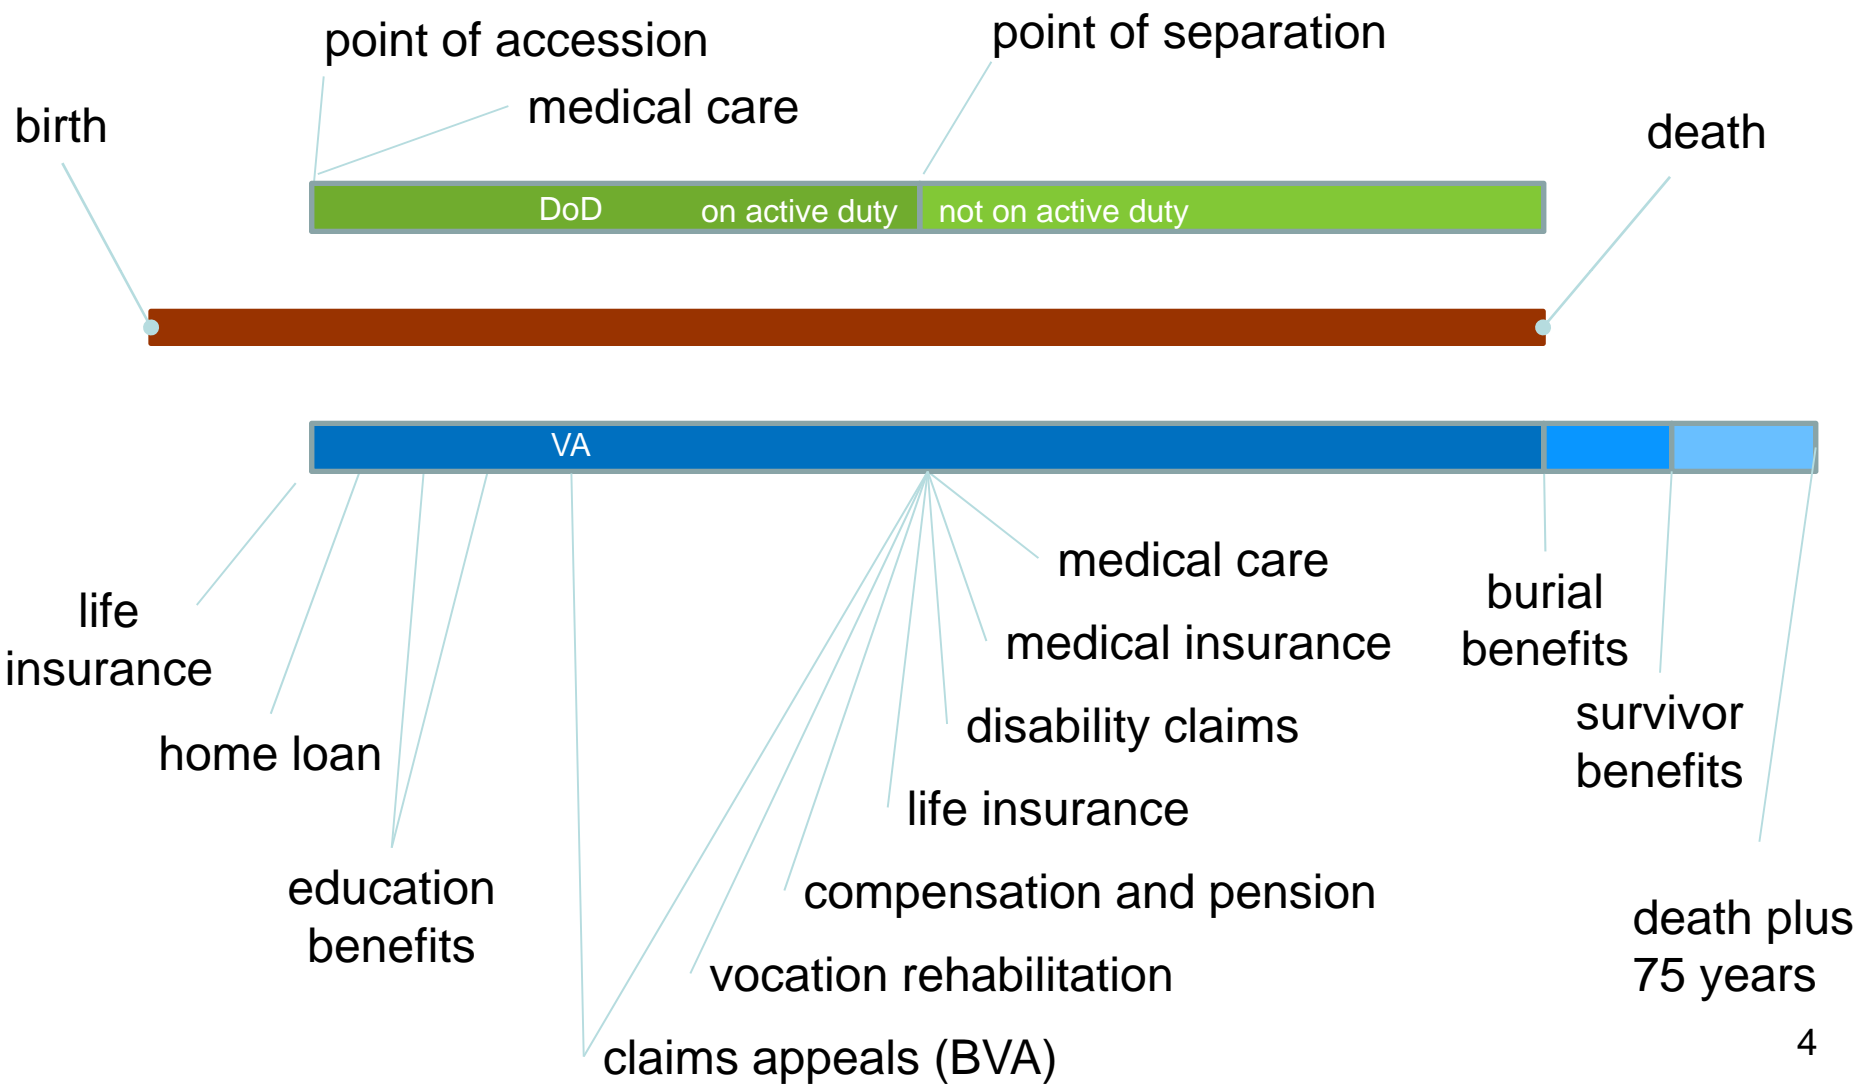 point of accession
point of separation
medical care
birth
death
DoD
on active duty
not on active duty
VA
medical care
life
insurance
burial
benefits
medical insurance
home loan
disability claims
survivor
benefits
life insurance
education
benefits
compensation and pension
death plus
75 years
vocation rehabilitation
claims appeals (BVA)
4